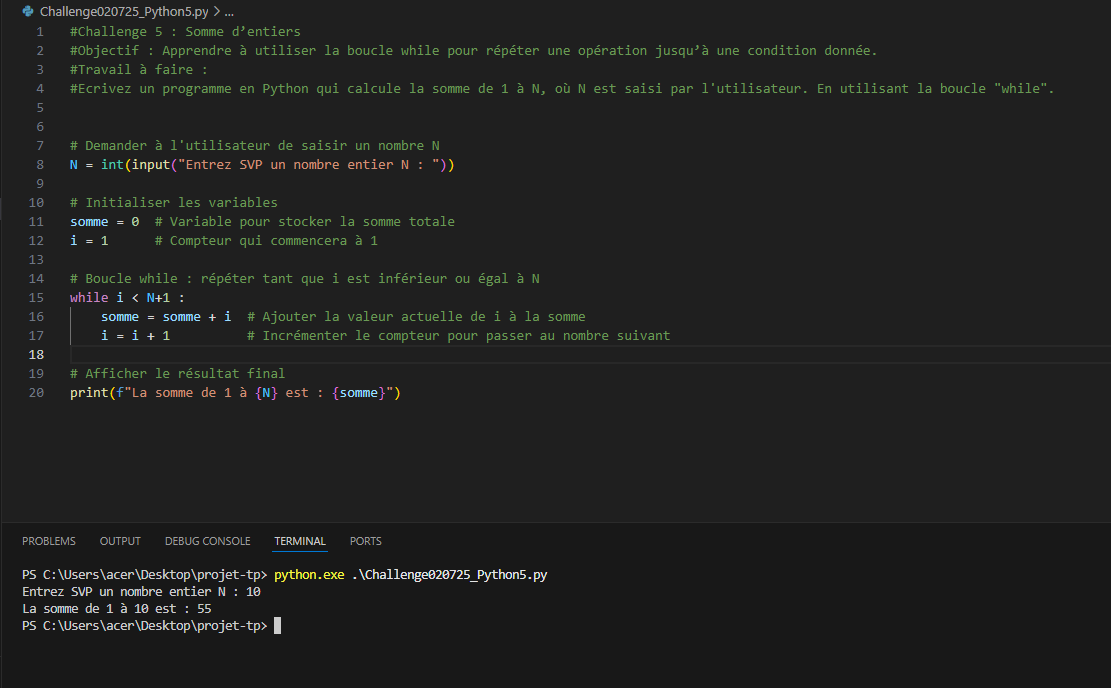 Challenge020725_Python5.py > ...
1 #Challenge 5 : Somme d’entiers
2 #Objectif : Apprendre à utiliser la boucle while pour répéter une opération jusqu’à une condition donnée.
3 #Travail à faire :
4 #Ecrivez un programme en Python qui calcule la somme de 1 à N, où N est saisi par l'utilisateur. En utilisant la boucle "while".
5
6
7 # Demander à l'utilisateur de saisir un nombre N
8 N = int(input("Entrez SVP un nombre entier N : "))
9
10 # Initialiser les variables
11 somme = 0  # Variable pour stocker la somme totale
12 i = 1      # Compteur qui commencera à 1
13
14 # Boucle while : répéter tant que i est inférieur ou égal à N
15 while i < N+1 :
16     somme = somme + i  # Ajouter la valeur actuelle de i à la somme
17     i = i + 1          # Incrémenter le compteur pour passer au nombre suivant
18
19 # Afficher le résultat final
20 print(f"La somme de 1 à {N} est : {somme}")
PROBLEMS OUTPUT DEBUG CONSOLE TERMINAL PORTS
PS C:\Users\acer\Desktop\projet-tp> python.exe .\Challenge020725_Python5.py
Entrez SVP un nombre entier N : 10
La somme de 1 à 10 est : 55
PS C:\Users\acer\Desktop\projet-tp>